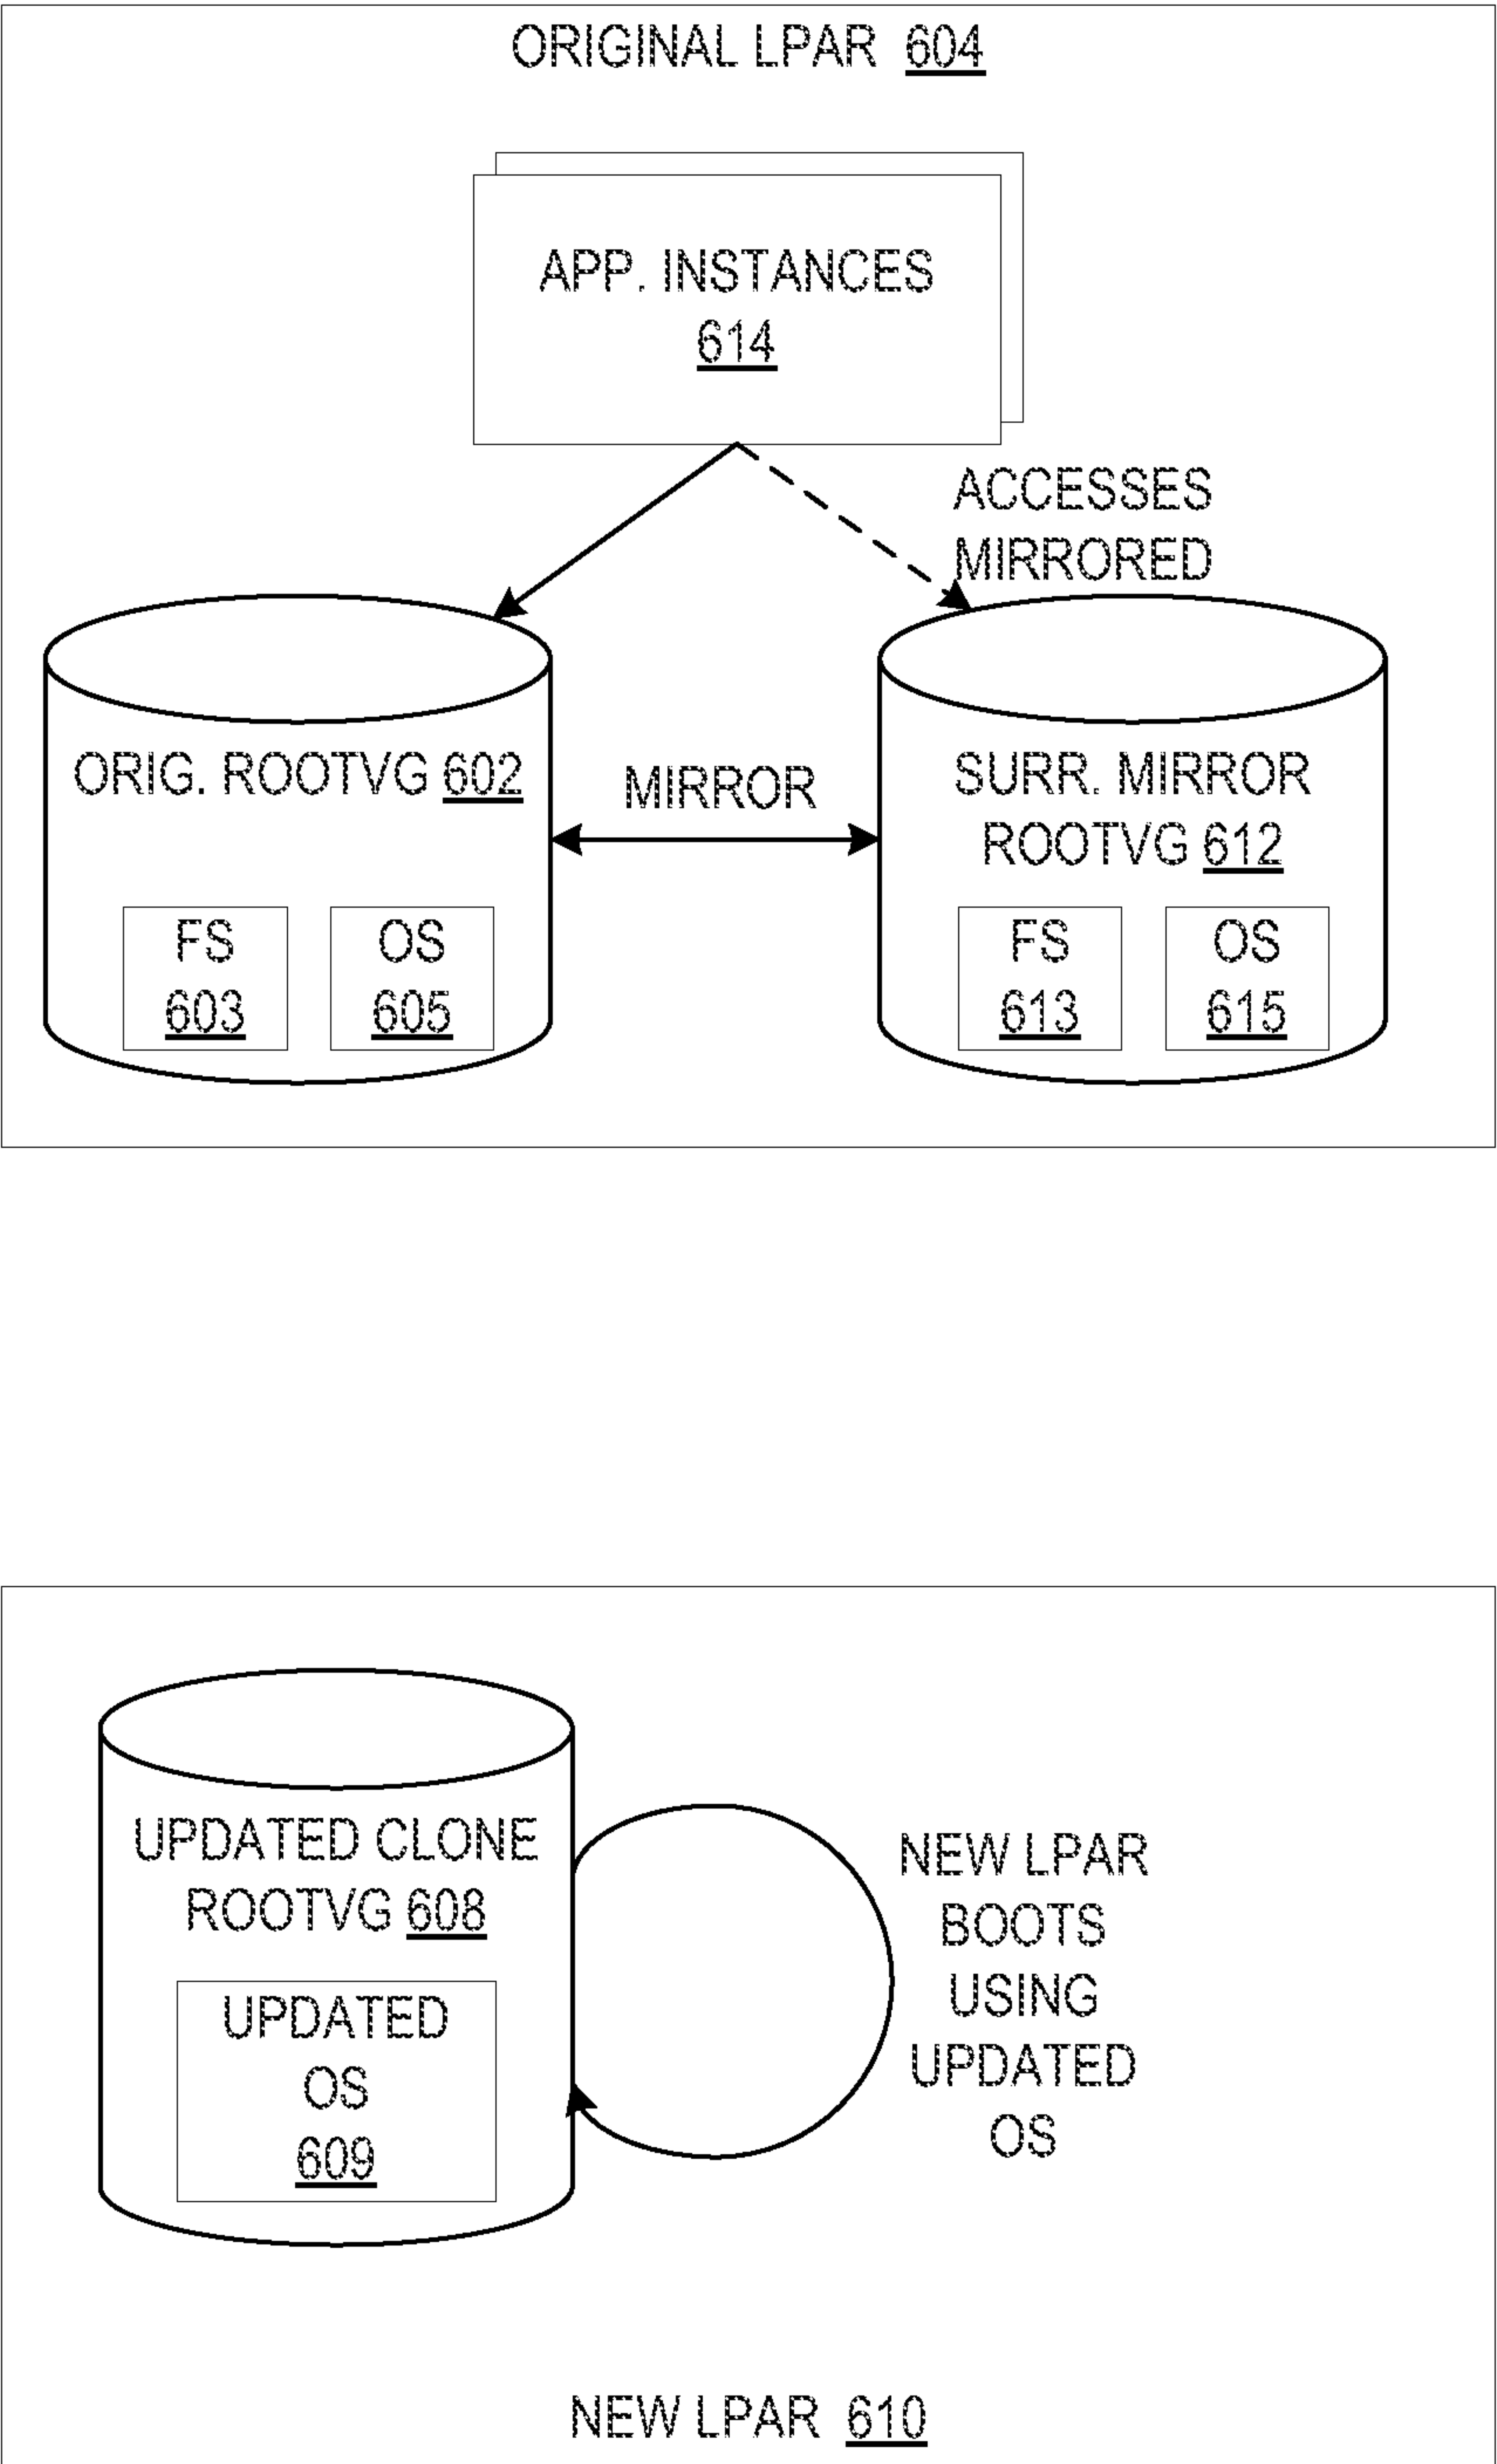 ORIGINAL LPAR 604
APP. INSTANCES
614
ACCESSES
MIRRORED
ORIG. ROOTVG 602
MIRROR
SURR. MIRROR
ROOTVG 612
FS
603
OS
605
FS
613
OS
615
UPDATED CLONE
ROOTVG 608
UPDATED
OS
609
NEW LPAR
BOOTS
USING
UPDATED
OS
NEW LPAR 610